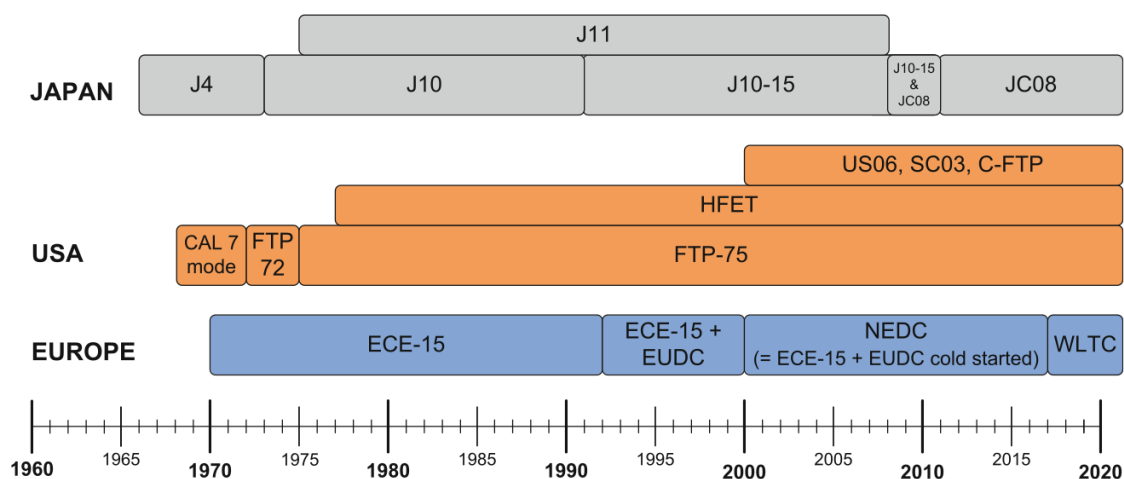 J11
JAPAN
J4
J10
J10-15
J10-15
&
JC08
JC08
US06, SC03, C-FTP
HFET
USA
CAL 7
mode
FTP
72
FTP-75
EUROPE
ECE-15
ECE-15 +
EUDC
NEDC
(= ECE-15 + EUDC cold started)
WLTC
1960
1965
1970
1975
1980
1985
1990
1995
2000
2005
2010
2015
2020